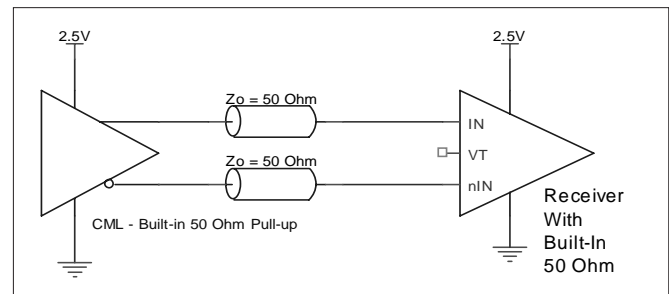 2.5V
2.5V
Zo = 50 Ohm
IN
VT
Zo = 50 Ohm
nIN
CML - Built-in 50 Ohm Pull-up
Receiver
With
Built-In
50 Ohm